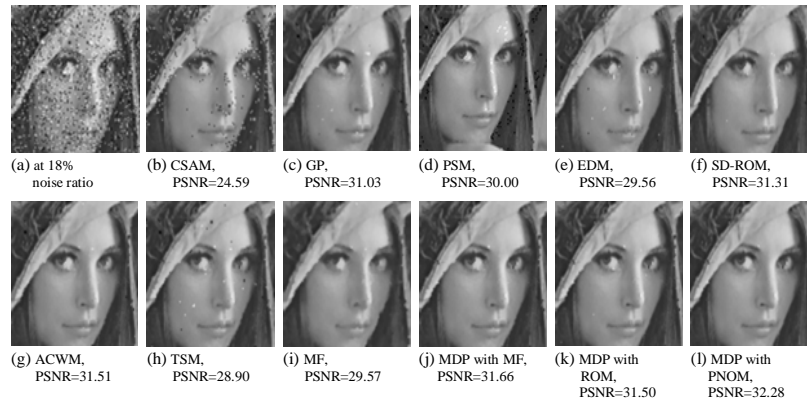 (a) at 18%
noise ratio
(b) CSAM,
PSNR=24.59
(c) GP,
PSNR=31.03
(d) PSM,
PSNR=30.00
(e) EDM,
PSNR=29.56
(f) SD-ROM,
PSNR=31.31
(g) ACWM,
PSNR=31.51
(h) TSM,
PSNR=28.90
(i) MF,
PSNR=29.57
(j) MDP with MF,
PSNR=31.66
(k) MDP with
ROM,
PSNR=31.50
(l) MDP with
PNOM,
PSNR=32.28